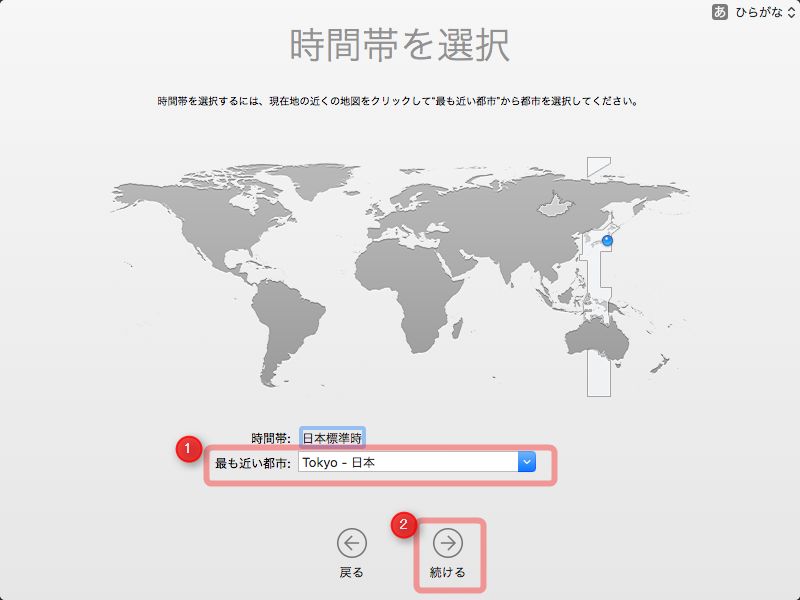 あ ひらがな
時間帯を選択
時間帯を選択するには、現在地の近くの地図をクリックして"最も近い都市"から都市を選択してください。
時間帯: 日本標準時
1
最も近い都市: Tokyo - 日本
2
戻る 続ける